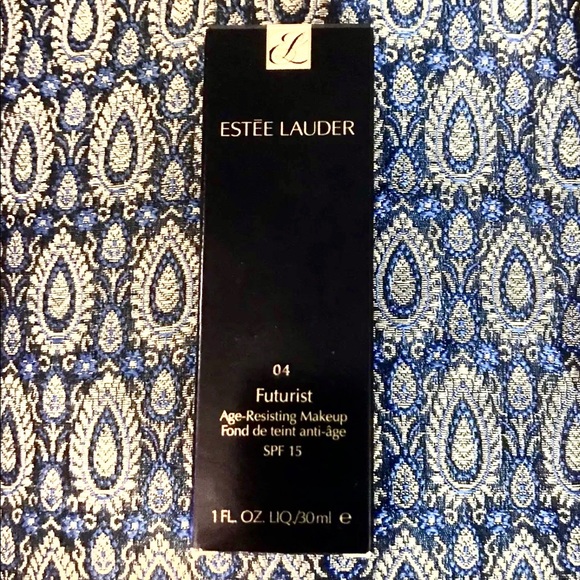 EL
ESTĒE LAUDER
04
Futurist
Age-Resisting Makeup
Fond de teint anti-âge
SPF 15
1 FL. OZ. LIQ./30ml ℮